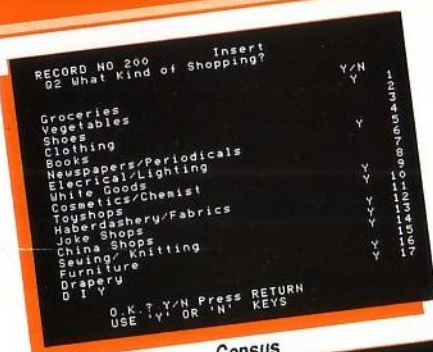 RECORD NO 200 Insert
Q2 What Kind of Shopping?
Y/N
Groceries Y 1
Vegetables 2
Shoes 3
Clothing 4
Books Y 5
Newspapers/Periodicals 6
Elecrical/Lighting 7
White Goods 8
Cosmetics/Chemist Y 9
Toyshops Y 10
Haberdashery/Fabrics 11
Joke Shops Y 12
China Shops Y 13
Sewing/ Knitting Y 14
Furniture 15
Drapery Y 16
D I Y Y 17
O.K.? Y/N Press RETURN
USE 'Y' OR 'N' KEYS
Census